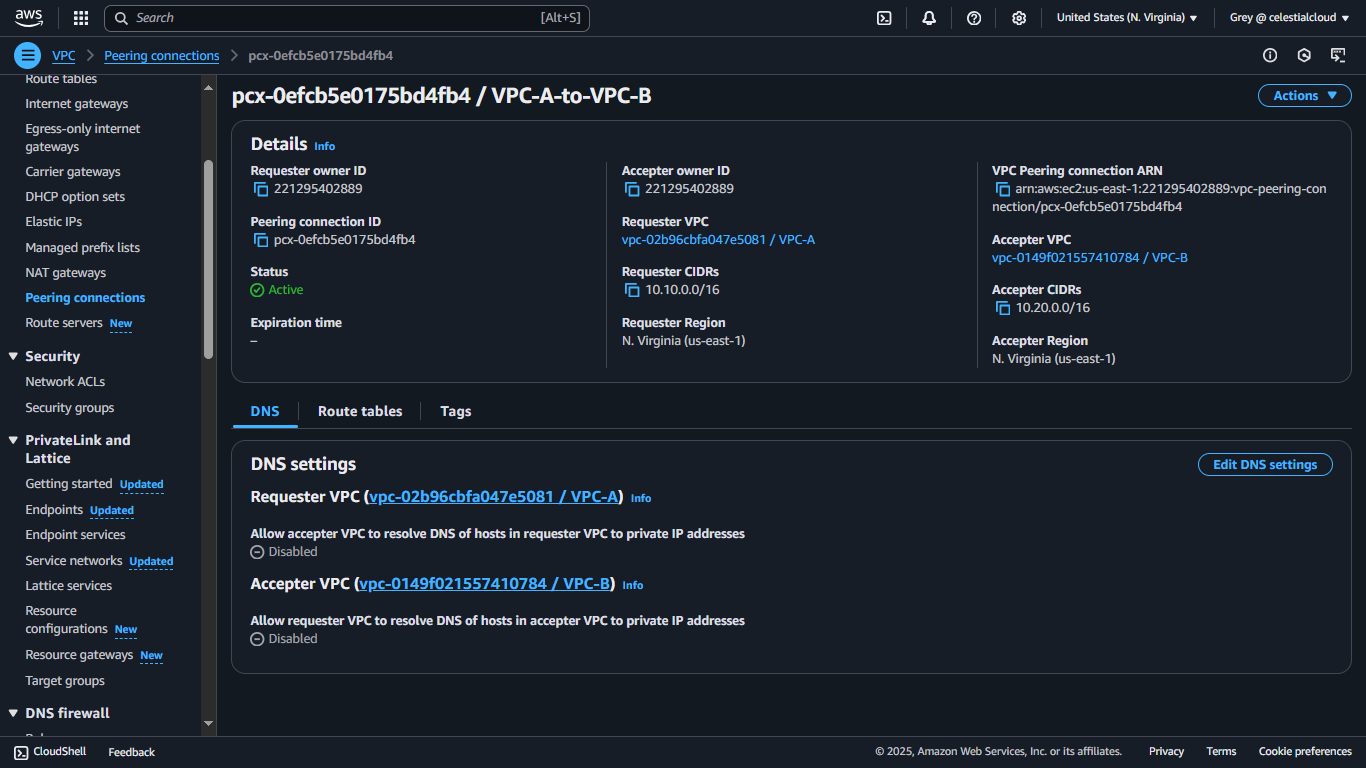 aws
Search
[Alt+S]
United States (N. Virginia)
Grey @ celestialcloud
VPC
Peering connections
pcx-0efcb5e0175bd4fb4
Route tables
Internet gateways
Egress-only internet
gateways
Carrier gateways
DHCP option sets
Elastic IPs
Managed prefix lists
NAT gateways
Peering connections
Route servers New
Security
Network ACLs
Security groups
PrivateLink and
Lattice
Getting started Updated
Endpoints Updated
Endpoint services
Service networks Updated
Lattice services
Resource
configurations New
Resource gateways New
Target groups
DNS firewall
pcx-0efcb5e0175bd4fb4 / VPC-A-to-VPC-B
Actions
Details Info
Requester owner ID
221295402889
Peering connection ID
pcx-0efcb5e0175bd4fb4
Status
Active
Expiration time
–
Accepter owner ID
221295402889
Requester VPC
vpc-02b96cbfa047e5081 / VPC-A
Requester CIDRs
10.10.0.0/16
Requester Region
N. Virginia (us-east-1)
VPC Peering connection ARN
arn:aws:ec2:us-east-1:221295402889:vpc-peering-con
nection/pcx-0efcb5e0175bd4fb4
Accepter VPC
vpc-0149f021557410784 / VPC-B
Accepter CIDRs
10.20.0.0/16
Accepter Region
N. Virginia (us-east-1)
DNS
Route tables
Tags
DNS settings
Edit DNS settings
Requester VPC (vpc-02b96cbfa047e5081 / VPC-A) Info
Allow accepter VPC to resolve DNS of hosts in requester VPC to private IP addresses
Disabled
Accepter VPC (vpc-0149f021557410784 / VPC-B) Info
Allow requester VPC to resolve DNS of hosts in accepter VPC to private IP addresses
Disabled
CloudShell
Feedback
© 2025, Amazon Web Services, Inc. or its affiliates.
Privacy
Terms
Cookie preferences